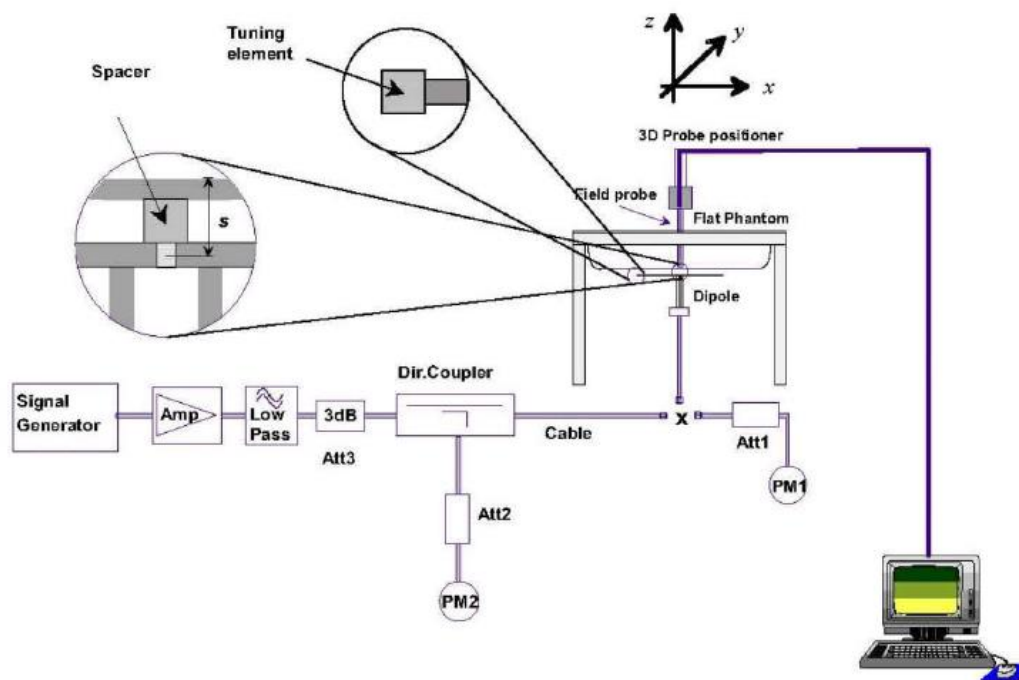 z
y
x
Tuning
element
Spacer
s
3D Probe positioner
Field probe
Flat Phantom
Dipole
Dir.Coupler
Signal
Generator
Amp
Low
Pass
3dB
Att3
Cable
x
Att1
PM1
Att2
PM2